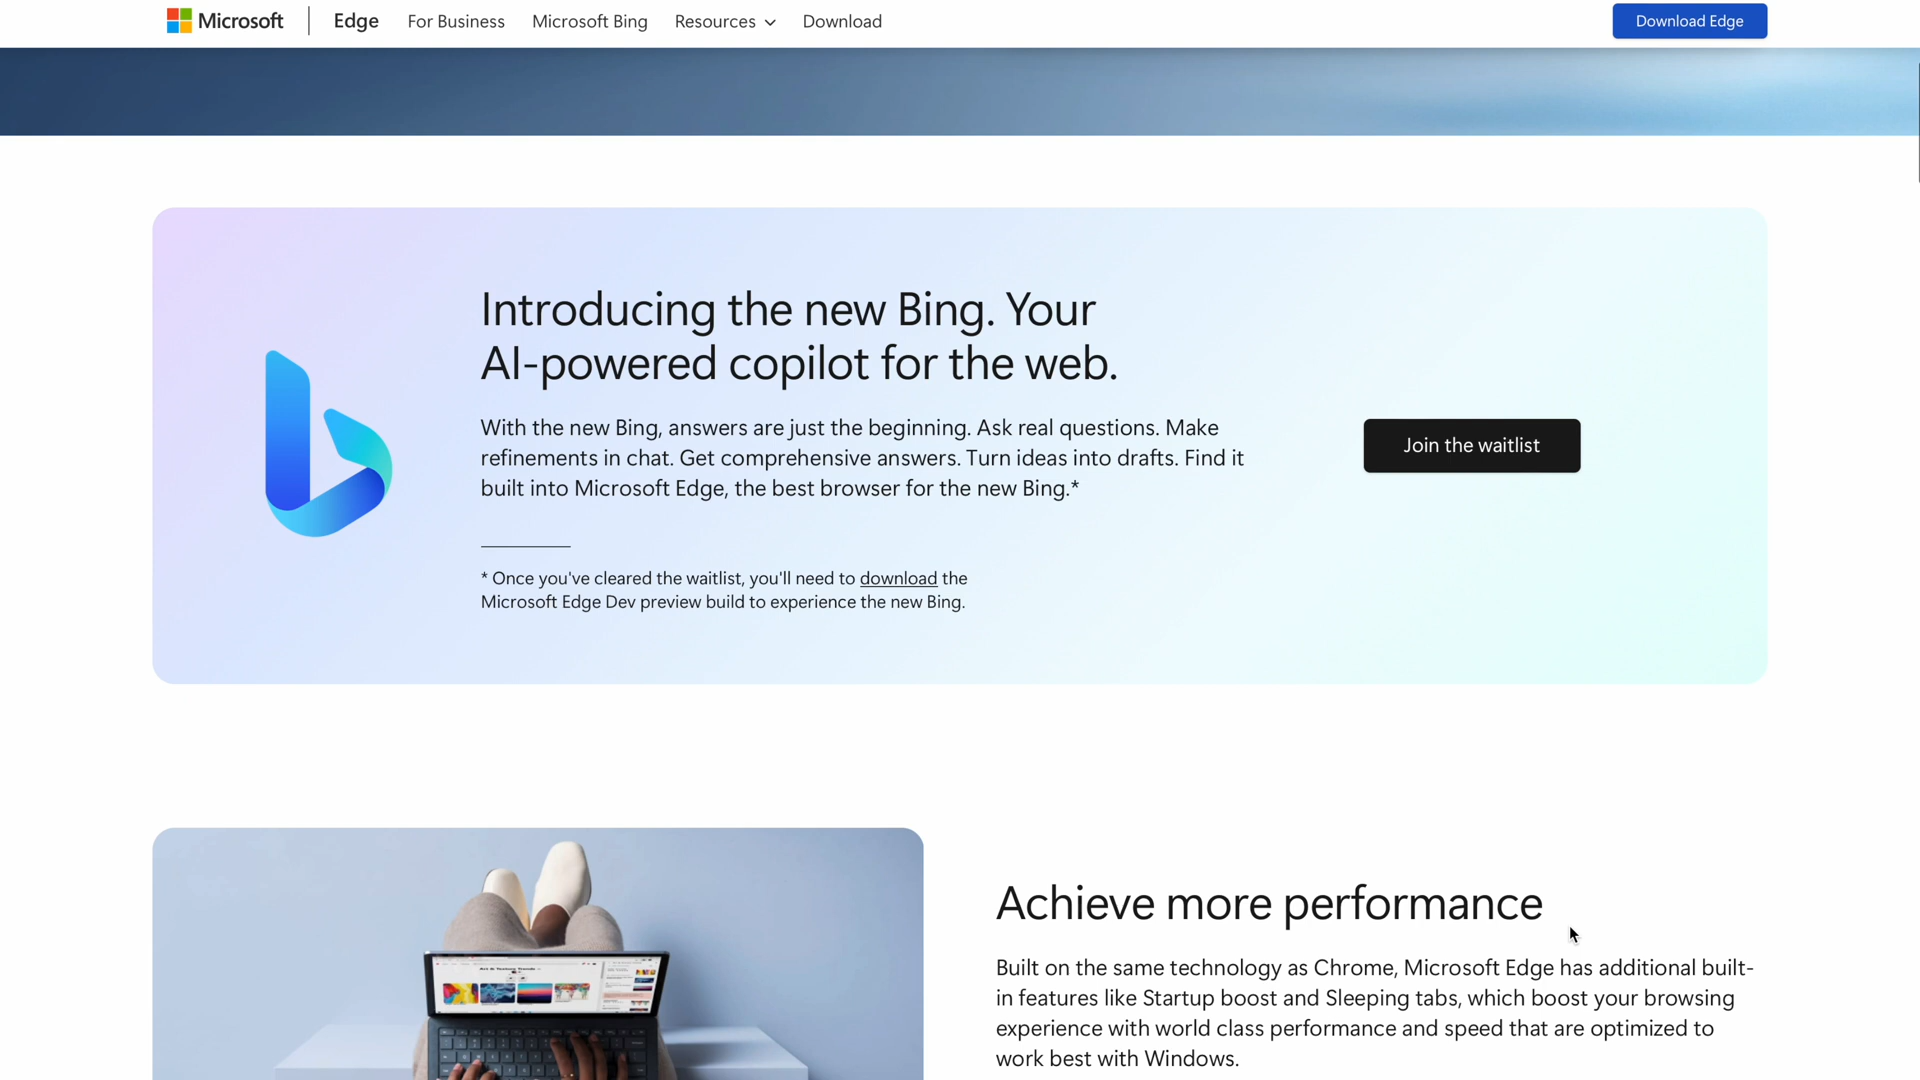 Microsoft Edge For Business Microsoft Bing Resources Download Download Edge
Introducing the new Bing. Your
AI-powered copilot for the web.
With the new Bing, answers are just the beginning. Ask real questions. Make
refinements in chat. Get comprehensive answers. Turn ideas into drafts. Find it
built into Microsoft Edge, the best browser for the new Bing.*
Join the waitlist
* Once you've cleared the waitlist, you'll need to download the
Microsoft Edge Dev preview build to experience the new Bing.
Achieve more performance
Built on the same technology as Chrome, Microsoft Edge has additional built-
in features like Startup boost and Sleeping tabs, which boost your browsing
experience with world class performance and speed that are optimized to
work best with Windows.